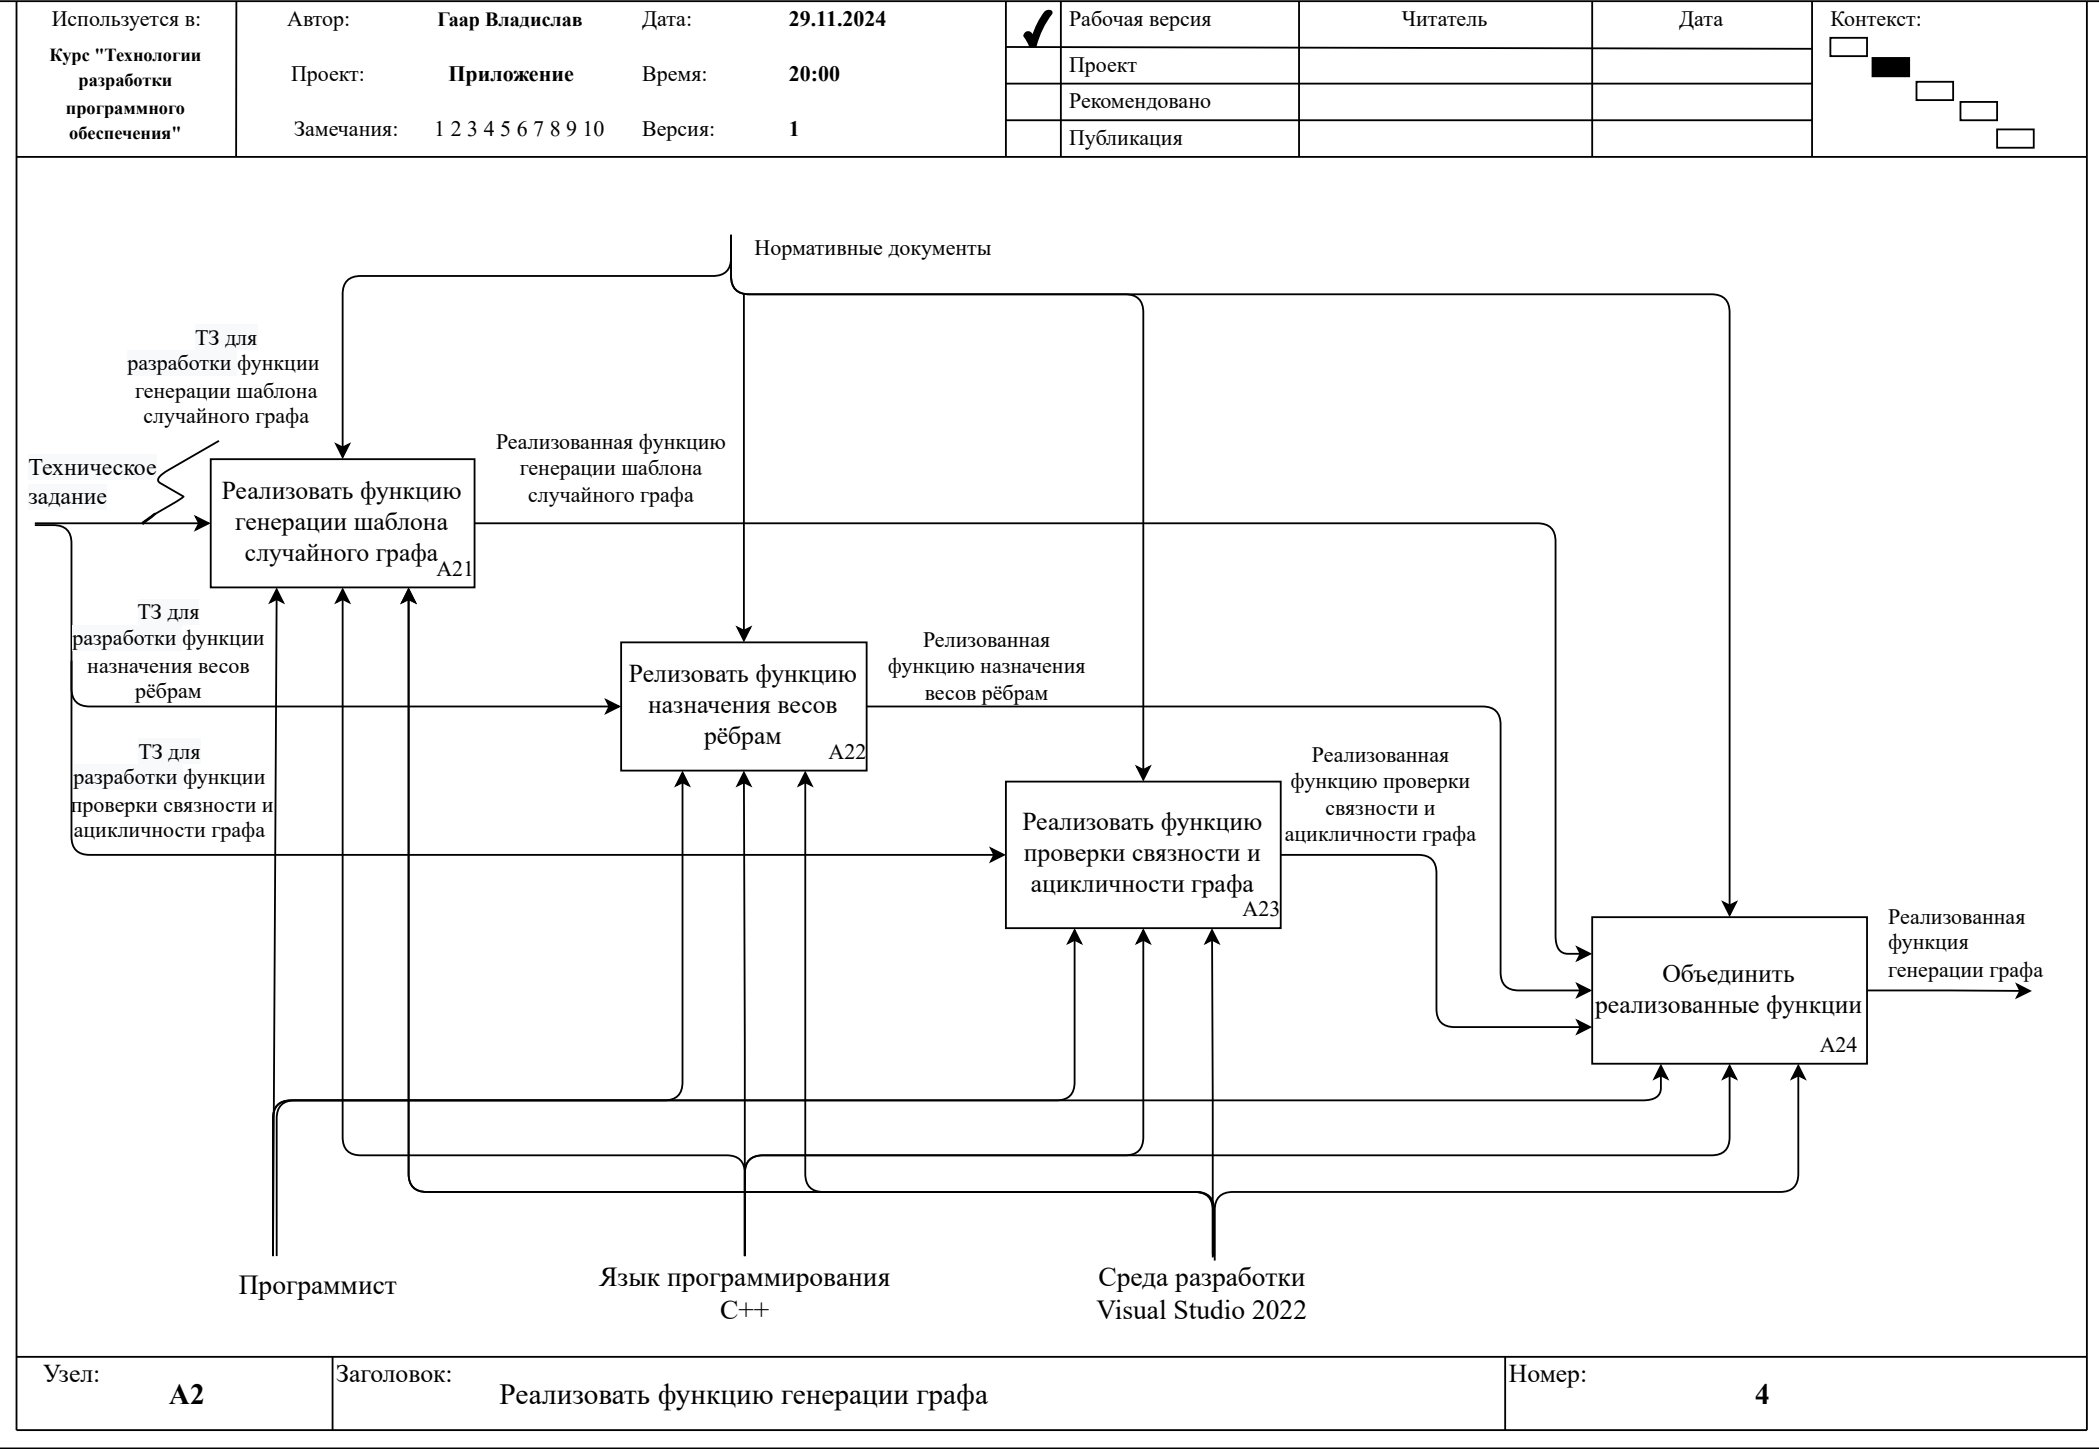 Используется в:
Курс "Технологии
разработки
программного
обеспечения"
Автор:
Гаар Владислав
Дата:
29.11.2024
Проект:
Приложение
Время:
20:00
Замечания:
1 2 3 4 5 6 7 8 9 10
Версия:
1
Рабочая версия
Читатель
Дата
Проект
Рекомендовано
Публикация
Контекст:
Нормативные документы
ТЗ для
разработки функции
генерации шаблона
случайного графа
Техническое
задание
Реализовать функцию
генерации шаблона
случайного графа
A21
Реализованная функцию
генерации шаблона
случайного графа
ТЗ для
разработки функции
назначения весов
рёбрам
Релизовать функцию
назначения весов
рёбрам
A22
Релизованная
функцию назначения
весов рёбрам
ТЗ для
разработки функции
проверки связности и
ацикличности графа
Реализовать функцию
проверки связности и
ацикличности графа
A23
Реализованная
функцию проверки
связности и
ацикличности графа
Объединить
реализованные функции
A24
Реализованная
функция
генерации графа
Программист
Язык программирования
C++
Среда разработки
Visual Studio 2022
Узел:
A2
Заголовок:
Реализовать функцию генерации графа
Номер:
4